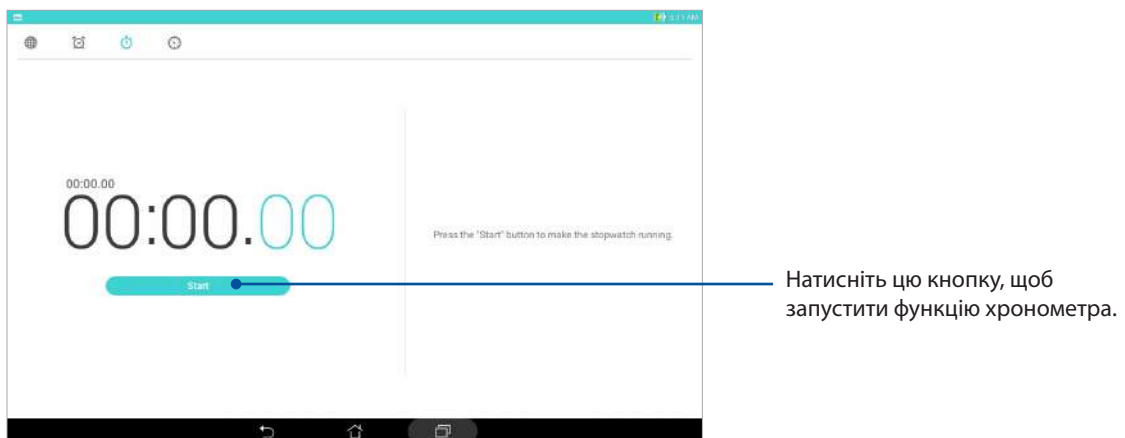 00:00.00
00:00.00
Press the "Start" button to make the stopwatch running.
Start
Натисніть цю кнопку, щоб
запустити функцію хронометра.